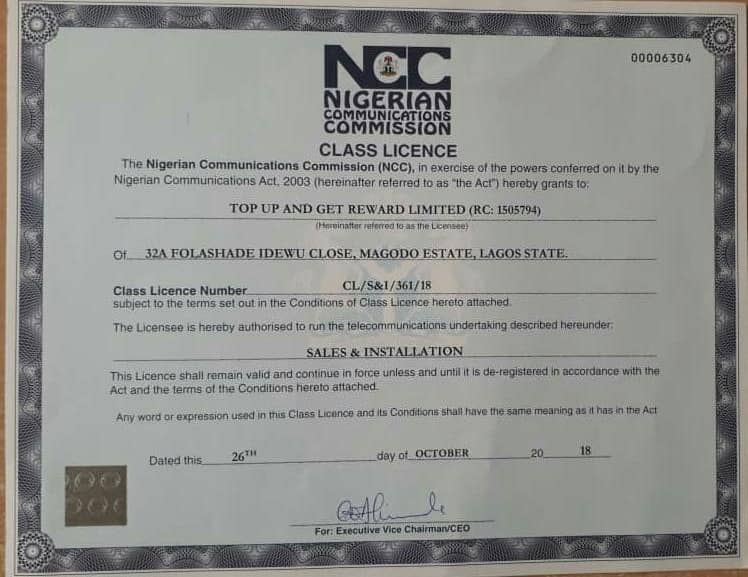 00006304
NCC
NIGERIAN
COMMUNICATIONS
COMMISSION
CLASS LICENCE
The Nigerian Communications Commission (NCC), in exercise of the powers conferred on it by the
Nigerian Communications Act, 2003 (hereinafter referred to as "the Act") hereby grants to:
TOP UP AND GET REWARD LIMITED (RC: 1505794)
(Hereinafter referred to as the Licensee)
Of 32A FOLASHADE IDEWU CLOSE, MAGODO ESTATE, LAGOS STATE.
Class Licence Number CL/S&I/361/18
subject to the terms set out in the Conditions of Class Licence hereto attached.
The Licensee is hereby authorised to run the telecommunications undertaking described hereunder:
SALES & INSTALLATION
This Licence shall remain valid and continue in force unless and until it is de-registered in accordance with the
Act and the terms of the Conditions hereto attached.
Any word or expression used in this Class Licence and its Conditions shall have the same meaning as it has in the Act
Dated this 26TH day of OCTOBER 20 18
For: Executive Vice Chairman/CEO